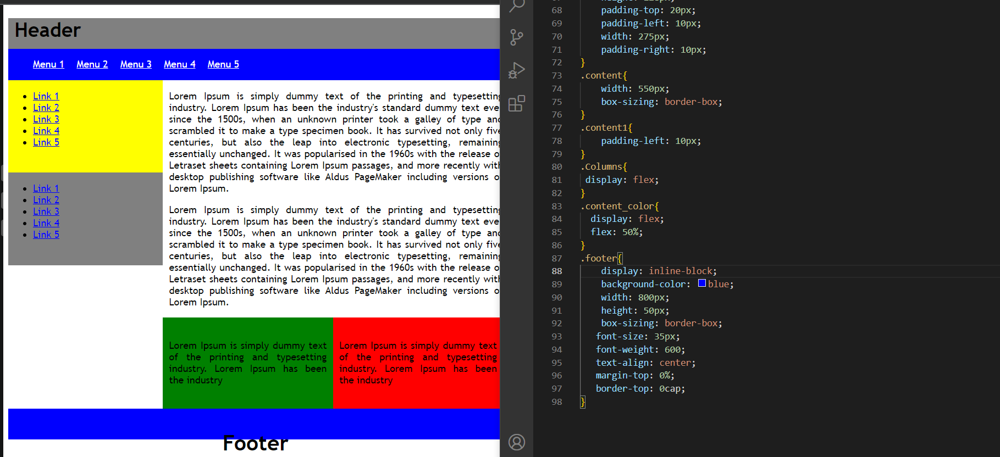 Header
Menu 1 Menu 2 Menu 3 Menu 4 Menu 5
Link 1
Link 2
Link 3
Link 4
Link 5
Link 1
Link 2
Link 3
Link 4
Link 5
Lorem Ipsum is simply dummy text of the printing and typesetting
industry. Lorem Ipsum has been the industry's standard dummy text eve
since the 1500s, when an unknown printer took a galley of type and
scrambled it to make a type specimen book. It has survived not only five
centuries, but also the leap into electronic typesetting, remaining
essentially unchanged. It was popularised in the 1960s with the release o
Letraset sheets containing Lorem Ipsum passages, and more recently with
desktop publishing software like Aldus PageMaker including versions o
Lorem Ipsum.
Lorem Ipsum is simply dummy text of the printing and typesetting
industry. Lorem Ipsum has been the industry's standard dummy text eve
since the 1500s, when an unknown printer took a galley of type and
scrambled it to make a type specimen book. It has survived not only five
centuries, but also the leap into electronic typesetting, remaining
essentially unchanged. It was popularised in the 1960s with the release o
Letraset sheets containing Lorem Ipsum passages, and more recently with
desktop publishing software like Aldus PageMaker including versions o
Lorem Ipsum.
Lorem Ipsum is simply dummy text
of the printing and typesetting
industry. Lorem Ipsum has been
the industry
Lorem Ipsum is simply dummy text
of the printing and typesetting
industry. Lorem Ipsum has been
the industry
Footer
68 padding-top: 20px;
69 padding-left: 10px;
70 width: 275px;
71 padding-right: 10px;
72 }
73 .content{
74 width: 550px;
75 box-sizing: border-box;
76 }
77 .content1{
78 padding-left: 10px;
79 }
80 .Columns{
81 display: flex;
82 }
83 .content_color{
84 display: flex;
85 flex: 50%;
86 }
87 .footer{
88 display: inline-block;
89 background-color: blue;
90 width: 800px;
91 height: 50px;
92 box-sizing: border-box;
93 font-size: 35px;
94 font-weight: 600;
95 text-align: center;
96 margin-top: 0%;
97 border-top: 0cap;
98 }